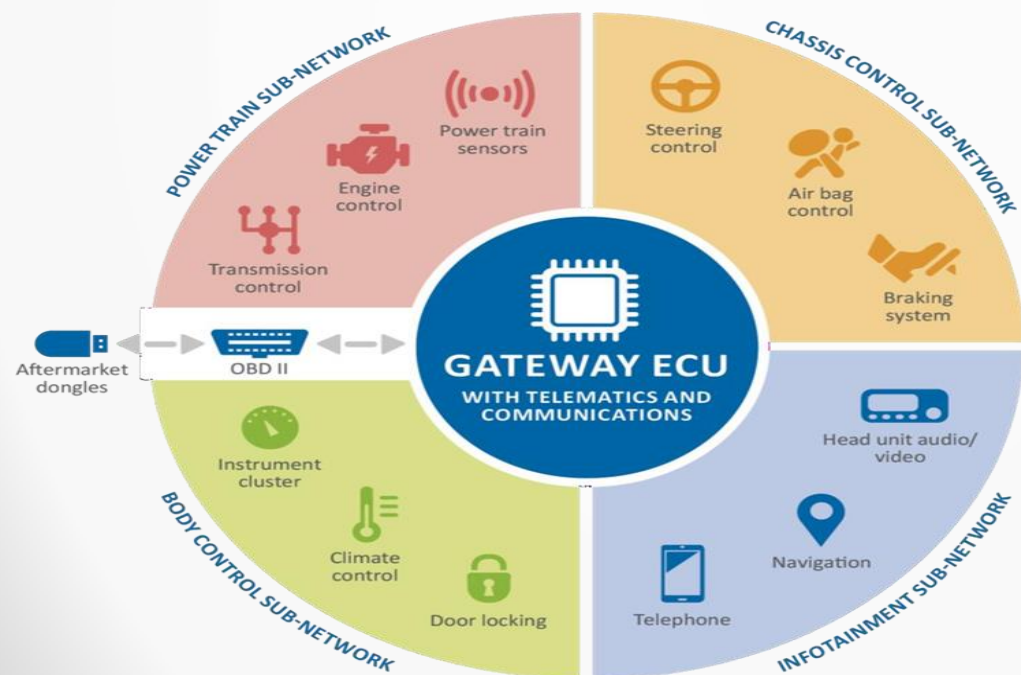 POWER TRAIN SUB-NETWORK
Power train
sensors
Engine
control
Transmission
control
CHASSIS CONTROL SUB-NETWORK
Steering
control
Air bag
control
Braking
system
Aftermarket
dongles
OBD II
GATEWAY ECU
WITH TELEMATICS AND
COMMUNICATIONS
Instrument
cluster
Climate
control
Door locking
BODY CONTROL SUB-NETWORK
Head unit audio/
video
Navigation
Telephone
INFOTAINMENT SUB-NETWORK